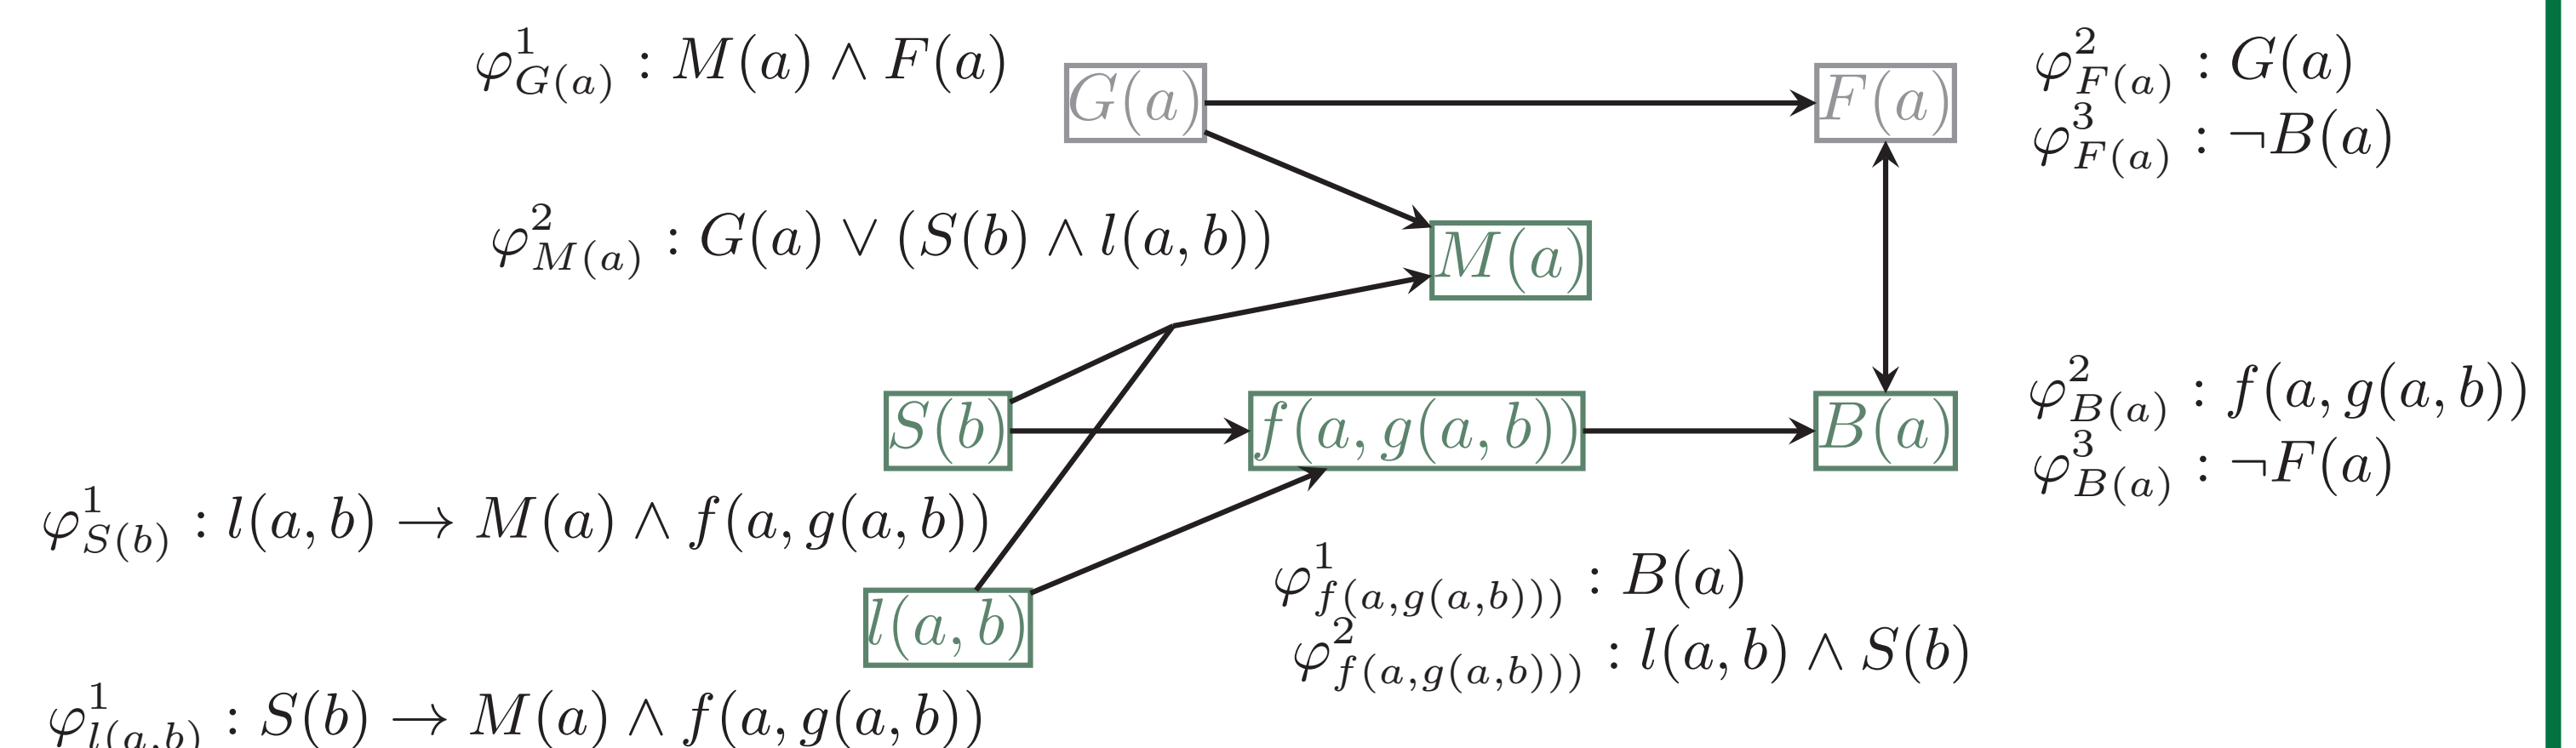 φ¹_{G(a)} : M(a) ∧ F(a)
G(a)
F(a)
φ²_{F(a)} : G(a)
φ³_{F(a)} : ¬B(a)
φ²_{M(a)} : G(a) ∨ (S(b) ∧ l(a, b))
M(a)
S(b)
f(a, g(a, b))
B(a)
φ²_{B(a)} : f(a, g(a, b))
φ³_{B(a)} : ¬F(a)
φ¹_{S(b)} : l(a, b) → M(a) ∧ f(a, g(a, b))
l(a, b)
φ¹_{f(a,g(a,b)))} : B(a)
φ²_{f(a,g(a,b)))} : l(a, b) ∧ S(b)
φ¹_{l(a,b)} : S(b) → M(a) ∧ f(a, g(a, b))